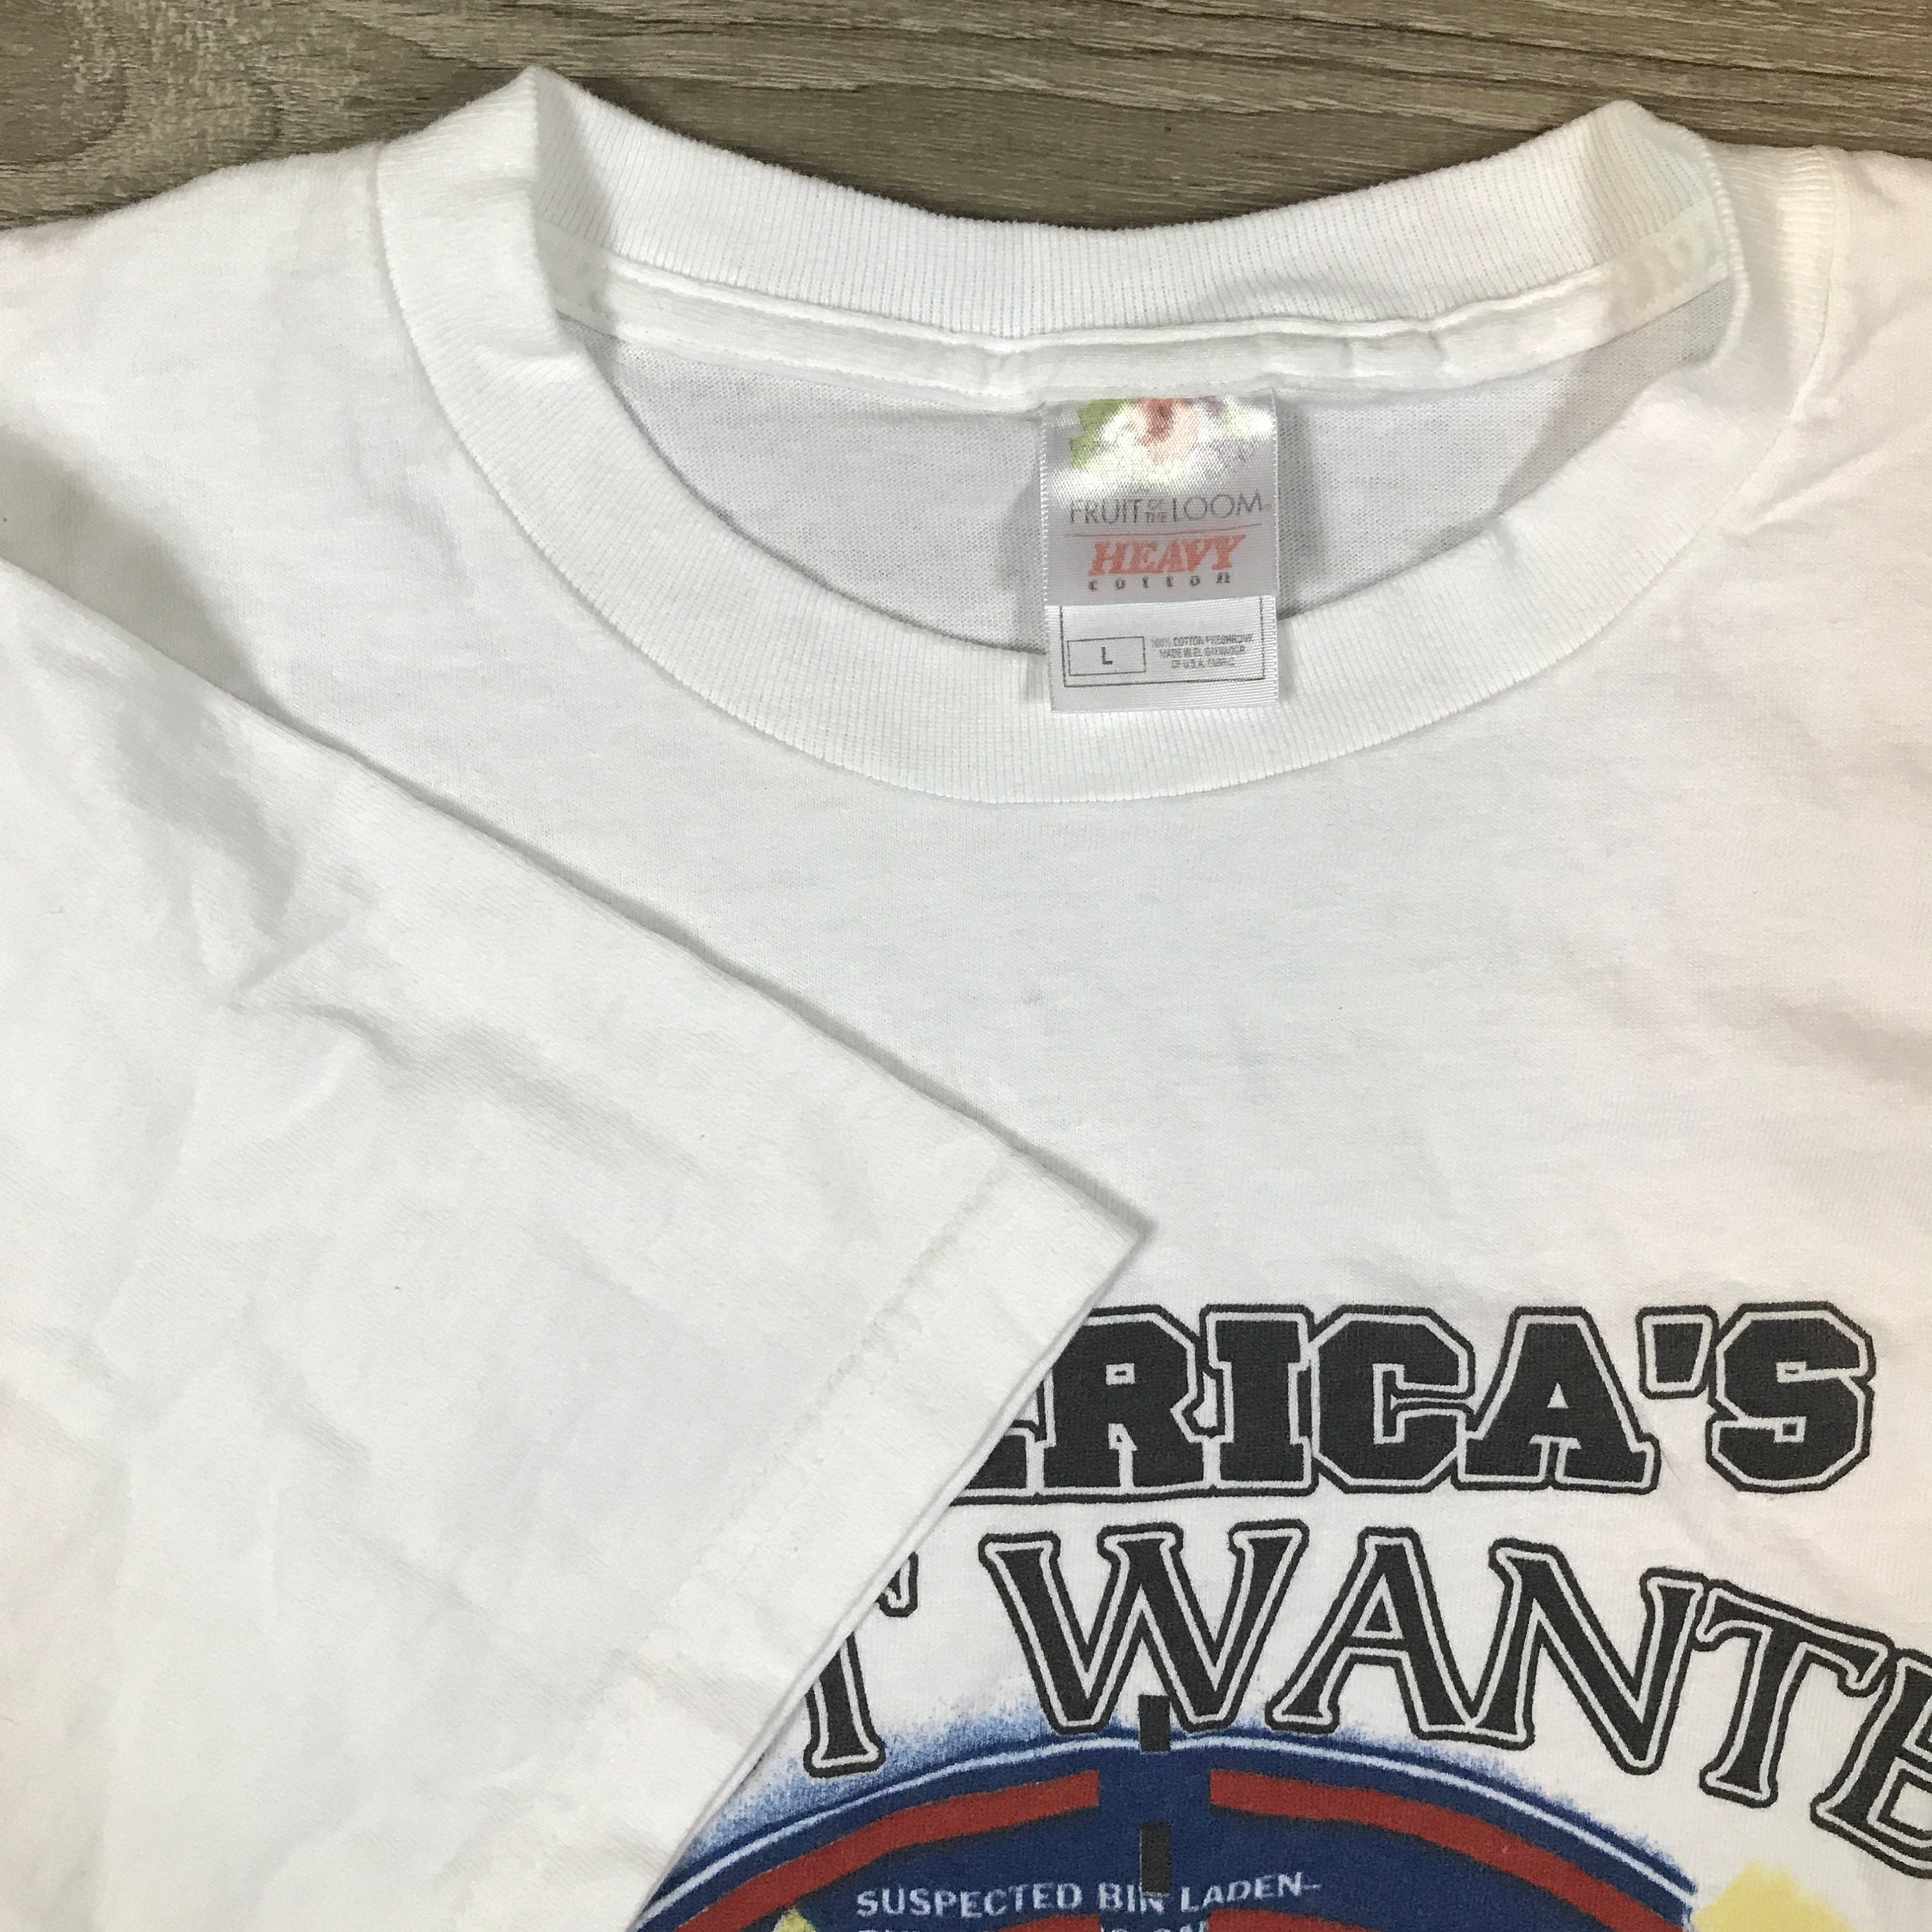 FRUIT OF THE LOOM
HEAVY
cotton
L
100% COTTON PRESHRUNK
MADE IN EL SALVADOR
OF U.S.A. FABRIC
ERICA'S
T WANTE
SUSPECTED BIN LADEN-